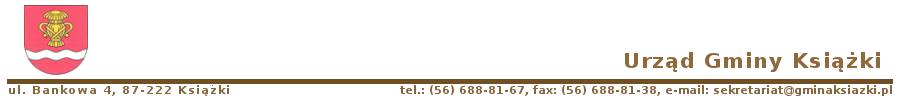 Urząd Gminy Książki
ul. Bankowa 4, 87-222 Książki
tel.: (56) 688-81-67, fax: (56) 688-81-38, e-mail: sekretariat@gminaksiazki.pl